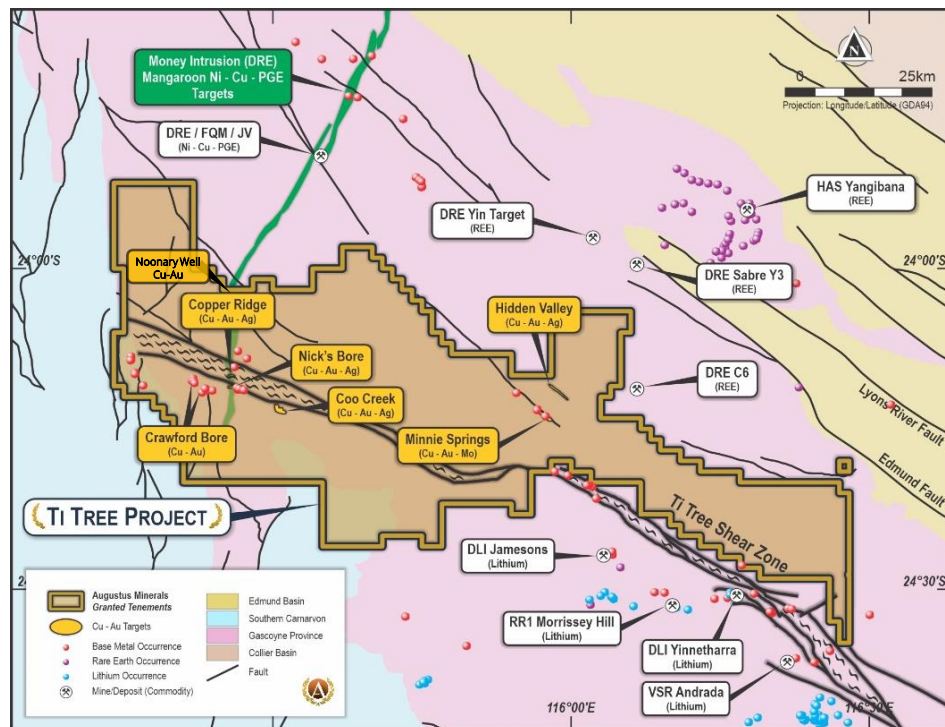 Money Intrusion (DRE)
Mangaroon Ni - Cu - PGE
Targets
N
0 25km
Projection: Longitude/Latitude (GDA94)
DRE / FQM / JV
(Ni - Cu - PGE)
HAS Yangibana
(REE)
DRE Yin Target
(REE)
24°00'S
24°00'S
Noonary Well
Cu-Au
DRE Sabre Y3
(REE)
Copper Ridge
(Cu - Au - Ag)
Hidden Valley
(Cu - Au - Ag)
Nick's Bore
(Cu - Au - Ag)
DRE C6
(REE)
Coo Creek
(Cu - Au - Ag)
Lyons River Fault
Crawford Bore
(Cu - Au)
Minnie Springs
(Cu - Au - Mo)
Edmund Fault
TI TREE PROJECT
Ti Tree Shear Zone
DLI Jamesons
(Lithium)
24°30'S
RR1 Morrissey Hill
(Lithium)
DLI Yinnetharra
(Lithium)
VSR Andrada
(Lithium)
116°00'E
116°30'E
Augustus Minerals
Granted Tenements
Cu - Au Targets
Base Metal Occurrence
Rare Earth Occurrence
Lithium Occurrence
Mine/Deposit (Commodity)
Edmund Basin
Southern Carnarvon
Gascoyne Province
Collier Basin
Fault